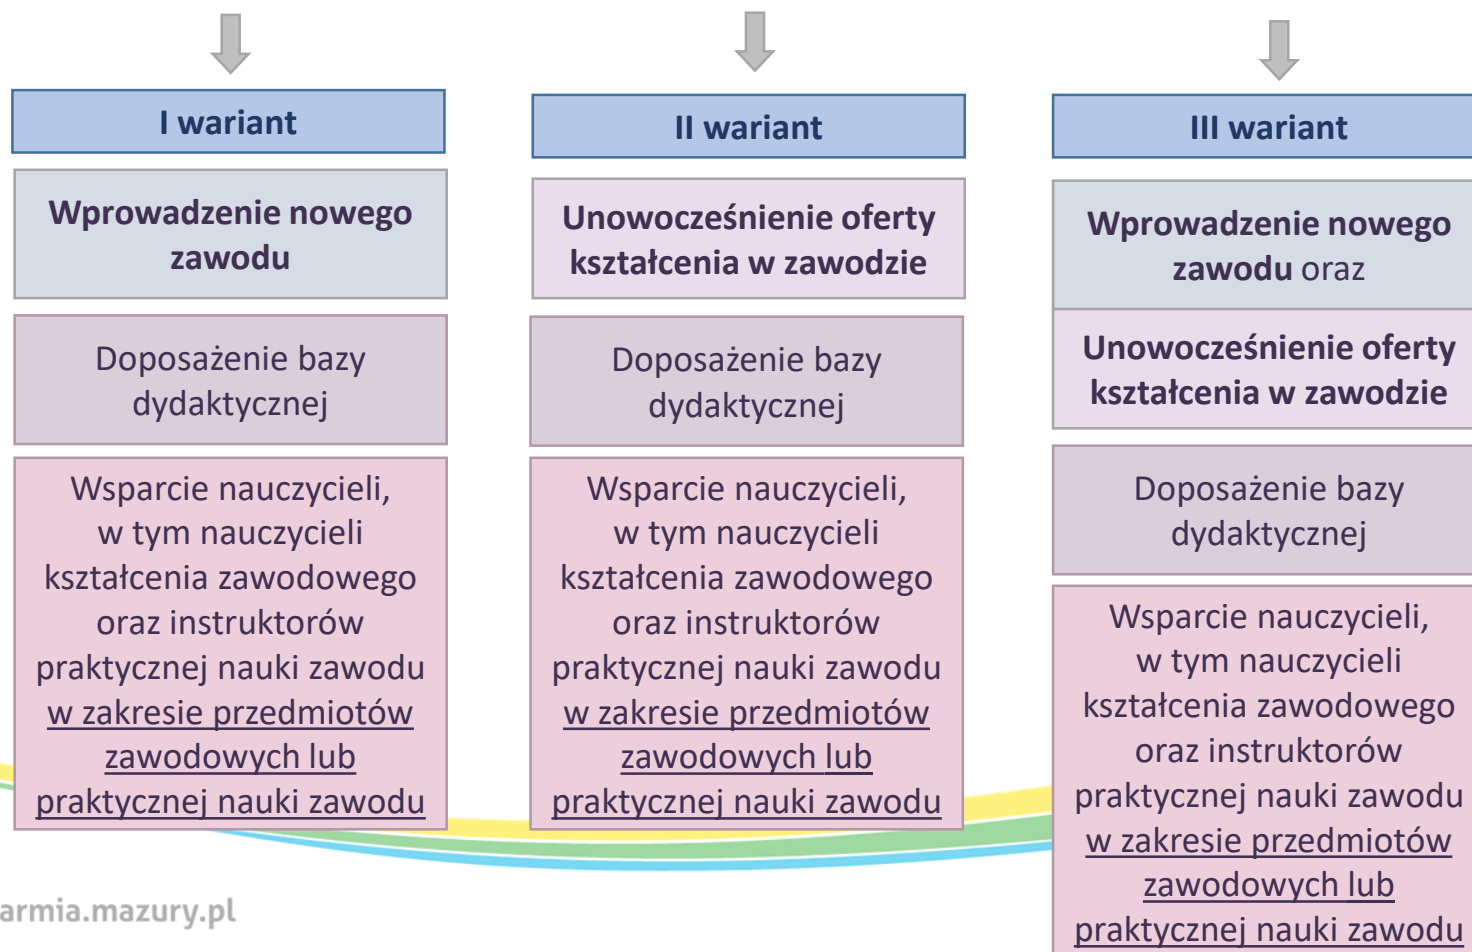 I wariant
Wprowadzenie nowego
zawodu
Doposażenie bazy
dydaktycznej
Wsparcie nauczycieli,
w tym nauczycieli
kształcenia zawodowego
oraz instruktorów
praktycznej nauki zawodu
w zakresie przedmiotów
zawodowych lub
praktycznej nauki zawodu
II wariant
Unowocześnienie oferty
kształcenia w zawodzie
Doposażenie bazy
dydaktycznej
Wsparcie nauczycieli,
w tym nauczycieli
kształcenia zawodowego
oraz instruktorów
praktycznej nauki zawodu
w zakresie przedmiotów
zawodowych lub
praktycznej nauki zawodu
III wariant
Wprowadzenie nowego
zawodu oraz
Unowocześnienie oferty
kształcenia w zawodzie
Doposażenie bazy
dydaktycznej
Wsparcie nauczycieli,
w tym nauczycieli
kształcenia zawodowego
oraz instruktorów
praktycznej nauki zawodu
w zakresie przedmiotów
zawodowych lub
praktycznej nauki zawodu
armia.mazury.pl